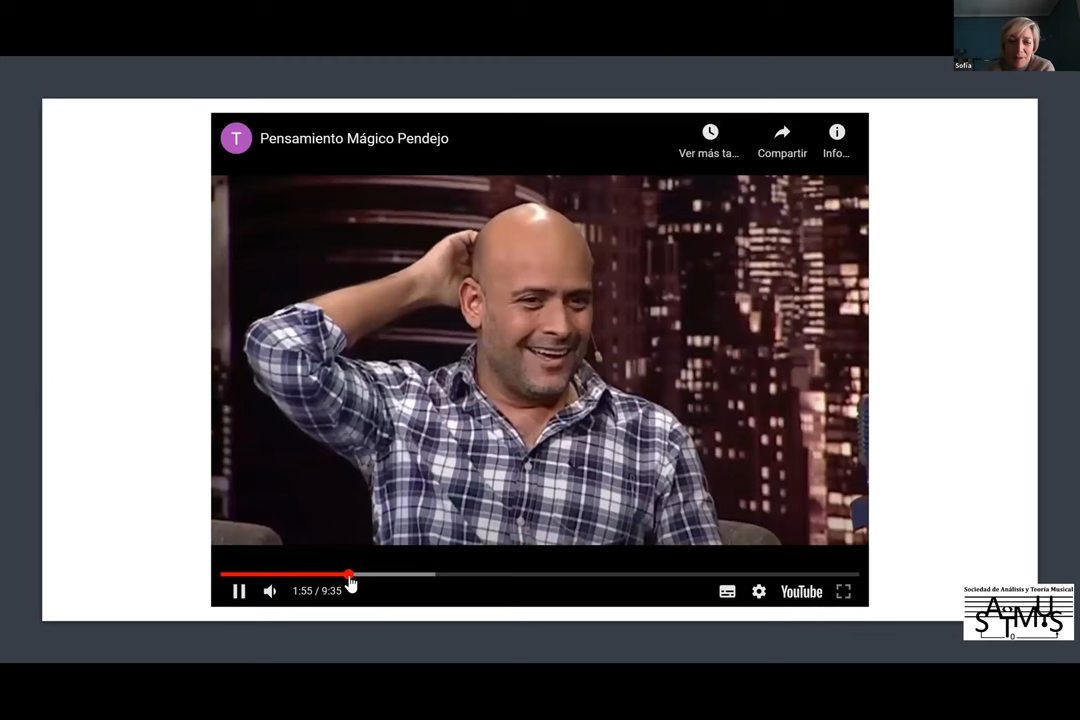 Sofía
T
Pensamiento Mágico Pendejo
Ver más ta...
Compartir
Info...
1:55 / 9:35
YouTube
Sociedad de Análisis y Teoría Musical
SATMUS